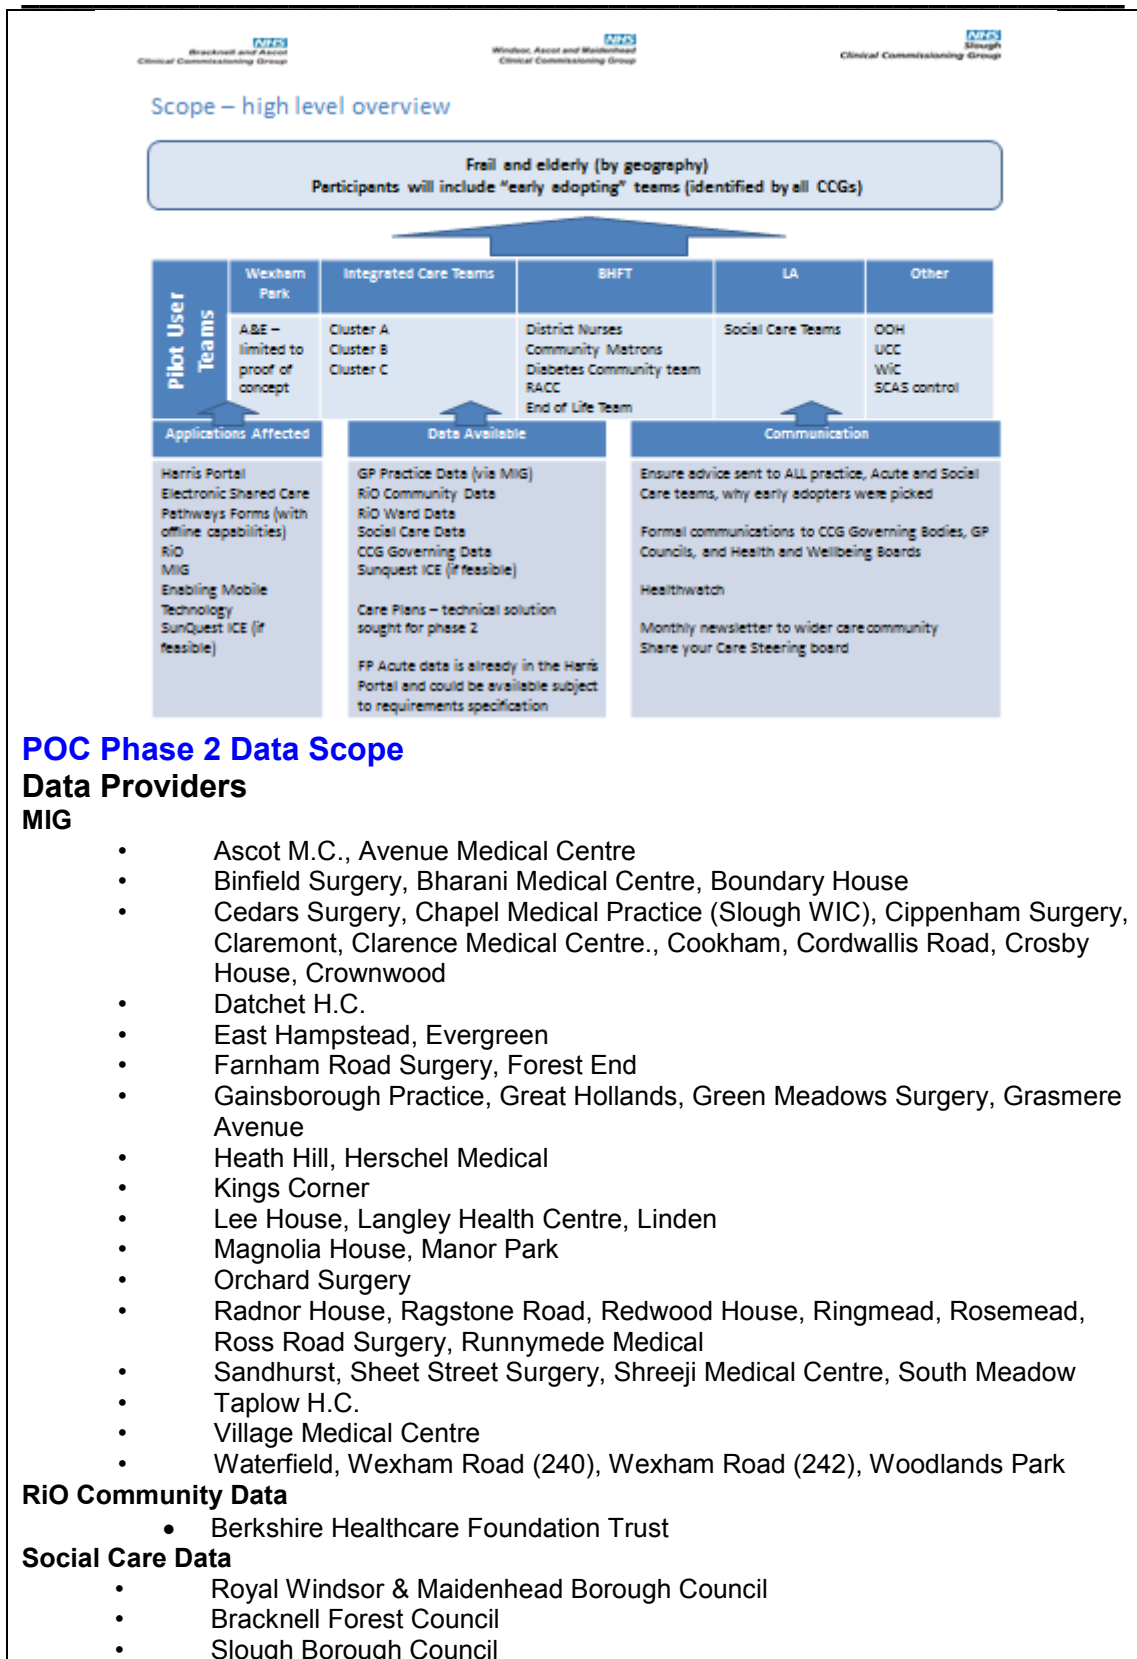 NHS
Bracknell and Ascot
Clinical Commissioning Group
NHS
Windsor, Ascot and Maidenhead
Clinical Commissioning Group
NHS
Slough
Clinical Commissioning Group
Scope – high level overview
Frail and elderly (by geography)
Participants will include “early adopting” teams (identified by all CCGs)
Pilot User
Teams
Wexham
Park
A&E –
limited to
proof of
concept
Integrated Care Teams
Cluster A
Cluster B
Cluster C
BHFT
District Nurses
Community Matrons
Diabetes Community team
RACC
End of Life Team
LA
Social Care Teams
Other
OOH
UCC
WiC
SCAS control
Applications Affected
Harris Portal
Electronic Shared Care
Pathways Forms (with
offline capabilities)
RiO
MIG
Enabling Mobile
Technology
SunQuest ICE (if
feasible)
Data Available
GP Practice Data (via MIG)
RiO Community Data
RiO Ward Data
Social Care Data
CCG Governing Data
Sunquest ICE (if feasible)
Care Plans – technical solution
sought for phase 2
FP Acute data is already in the Harris
Portal and could be available subject
to requirements specification
Communication
Ensure advice sent to ALL practice, Acute and Social
Care teams, why early adopters were picked
Formal communications to CCG Governing Bodies, GP
Councils, and Health and Wellbeing Boards
Healthwatch
Monthly newsletter to wider care community
Share your Care Steering board
POC Phase 2 Data Scope
Data Providers
MIG
• Ascot M.C., Avenue Medical Centre
• Binfield Surgery, Bharani Medical Centre, Boundary House
• Cedars Surgery, Chapel Medical Practice (Slough WIC), Cippenham Surgery,
Claremont, Clarence Medical Centre., Cookham, Cordwallis Road, Crosby
House, Crownwood
• Datchet H.C.
• East Hampstead, Evergreen
• Farnham Road Surgery, Forest End
• Gainsborough Practice, Great Hollands, Green Meadows Surgery, Grasmere
Avenue
• Heath Hill, Herschel Medical
• Kings Corner
• Lee House, Langley Health Centre, Linden
• Magnolia House, Manor Park
• Orchard Surgery
• Radnor House, Ragstone Road, Redwood House, Ringmead, Rosemead,
Ross Road Surgery, Runnymede Medical
• Sandhurst, Sheet Street Surgery, Shreeji Medical Centre, South Meadow
• Taplow H.C.
• Village Medical Centre
• Waterfield, Wexham Road (240), Wexham Road (242), Woodlands Park
RiO Community Data
• Berkshire Healthcare Foundation Trust
Social Care Data
• Royal Windsor & Maidenhead Borough Council
• Bracknell Forest Council
• Slough Borough Council